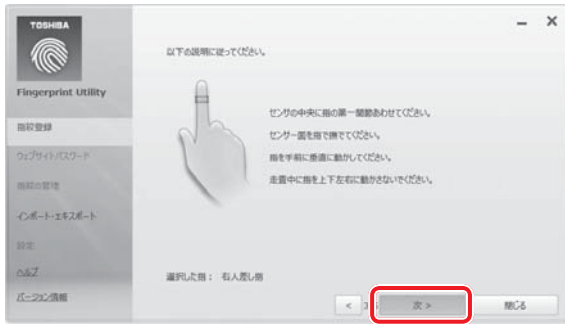 TOSHIBA
Fingerprint Utility
指紋登録
ウェブサイトパスワード
指紋の管理
インポート・エキスポート
設定
ヘルプ
バージョン情報
以下の説明に従ってください。
センサの中央に指の第一関節あわせてください。
センサー面を指で撫でてください。
指を手前に垂直に動かしてください。
走査中に指を上下左右に動かさないでください。
選択した指： 右人差し指
< 3
次 >
閉じる